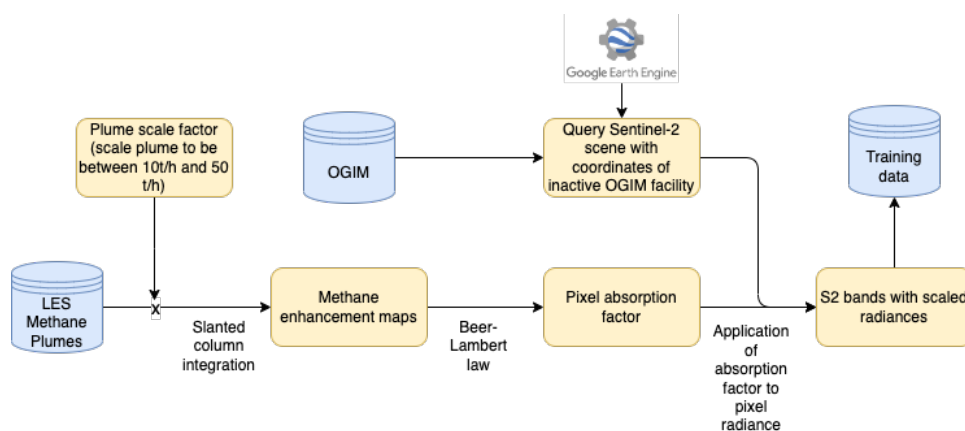 Google Earth Engine
Plume scale factor
(scale plume to be
between 10t/h and 50
t/h)
OGIM
Query Sentinel-2
scene with
coordinates of
inactive OGIM facility
Training
data
LES
Methane
Plumes
X
Slanted
column
integration
Methane
enhancement maps
Beer-
Lambert
law
Pixel absorption
factor
Application
of
absorption
factor to
pixel
radiance
S2 bands with scaled
radiances